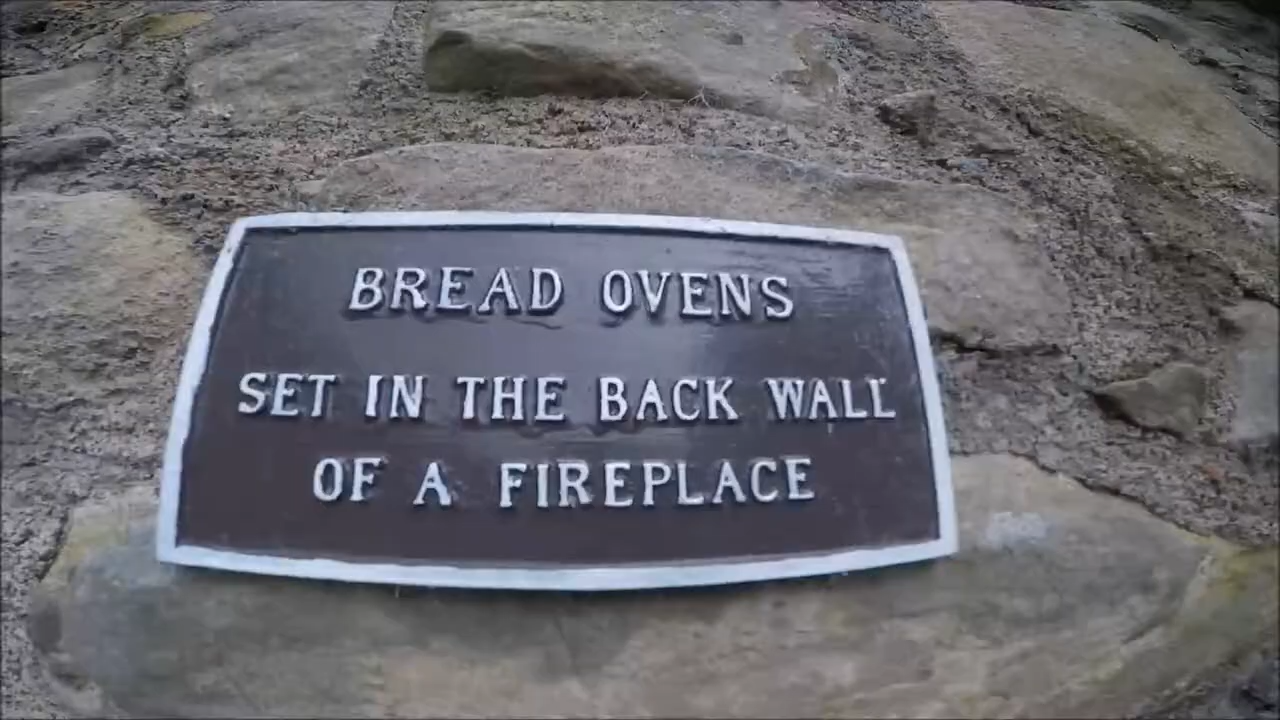 BREAD OVENS
SET IN THE BACK WALL
OF A FIREPLACE